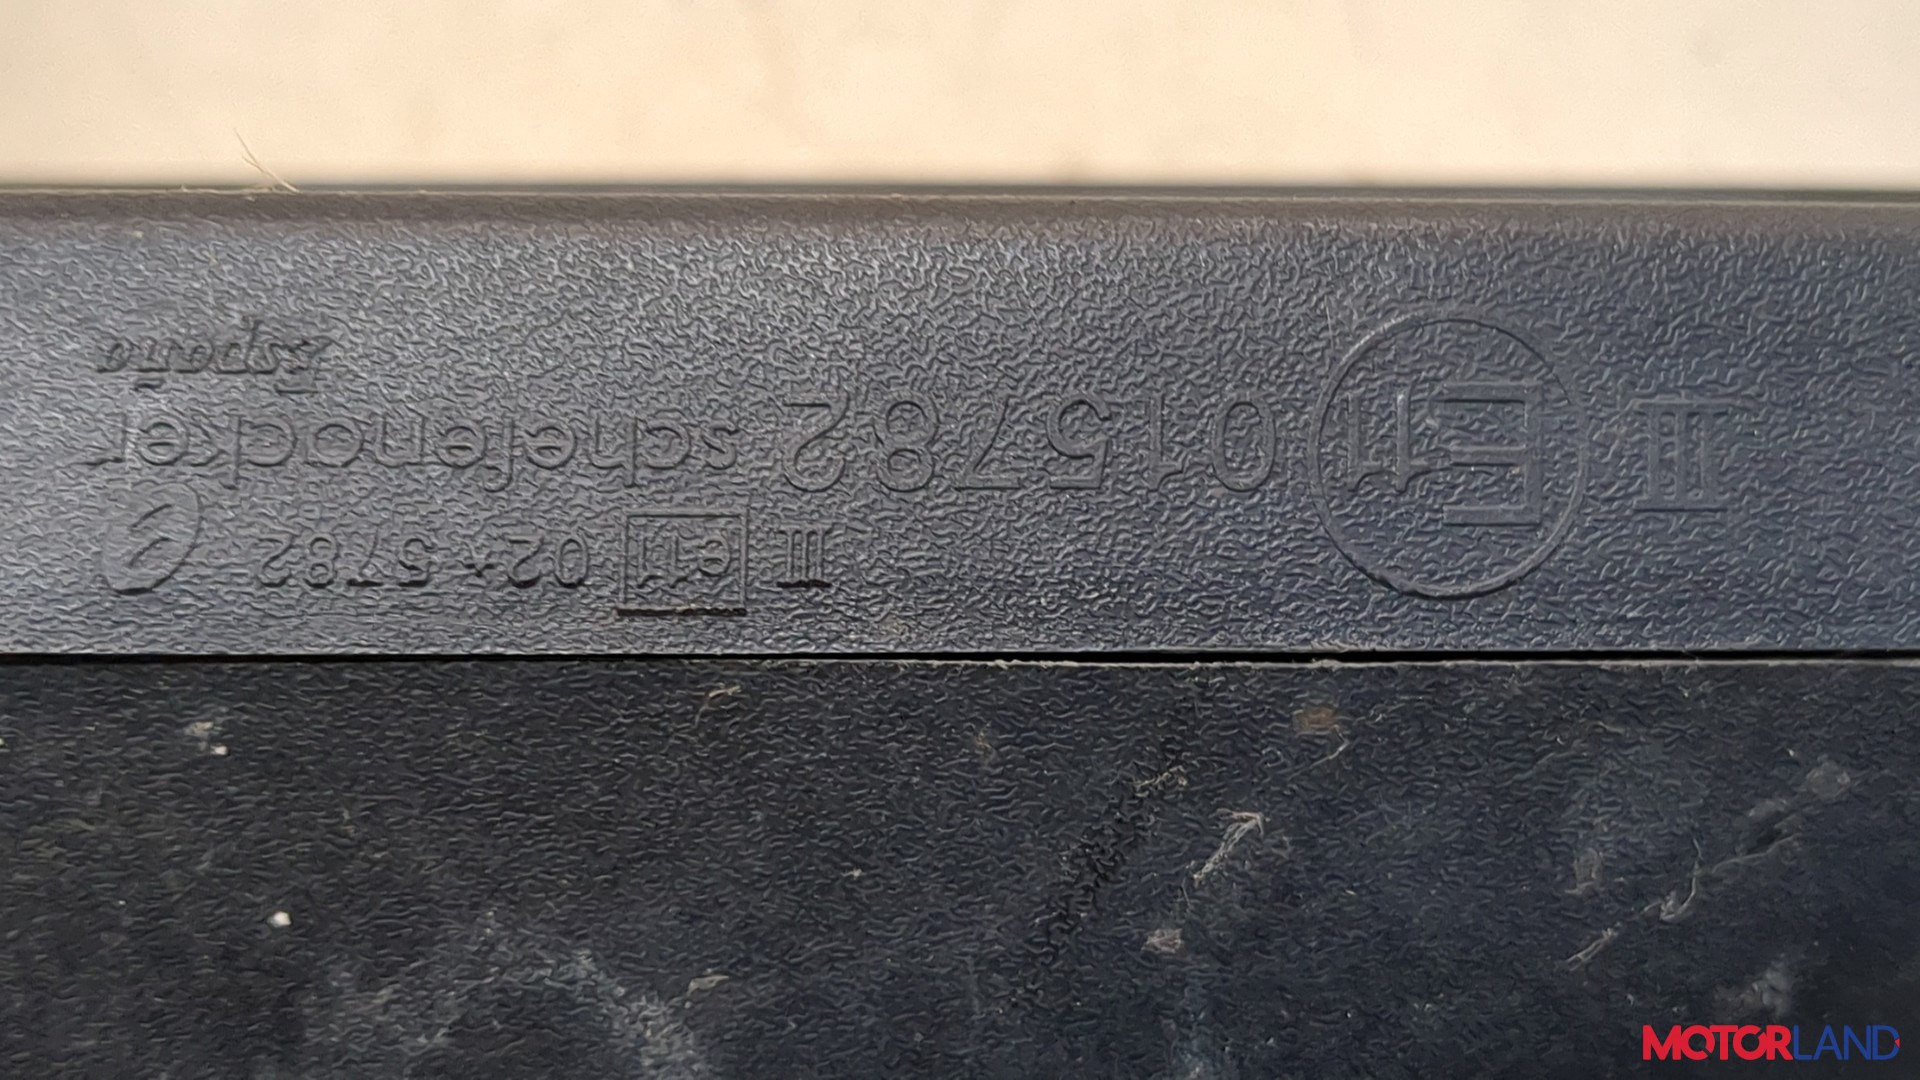 III e11 02*5782
III E11 015782 schefenacker
España
MOTORLAND